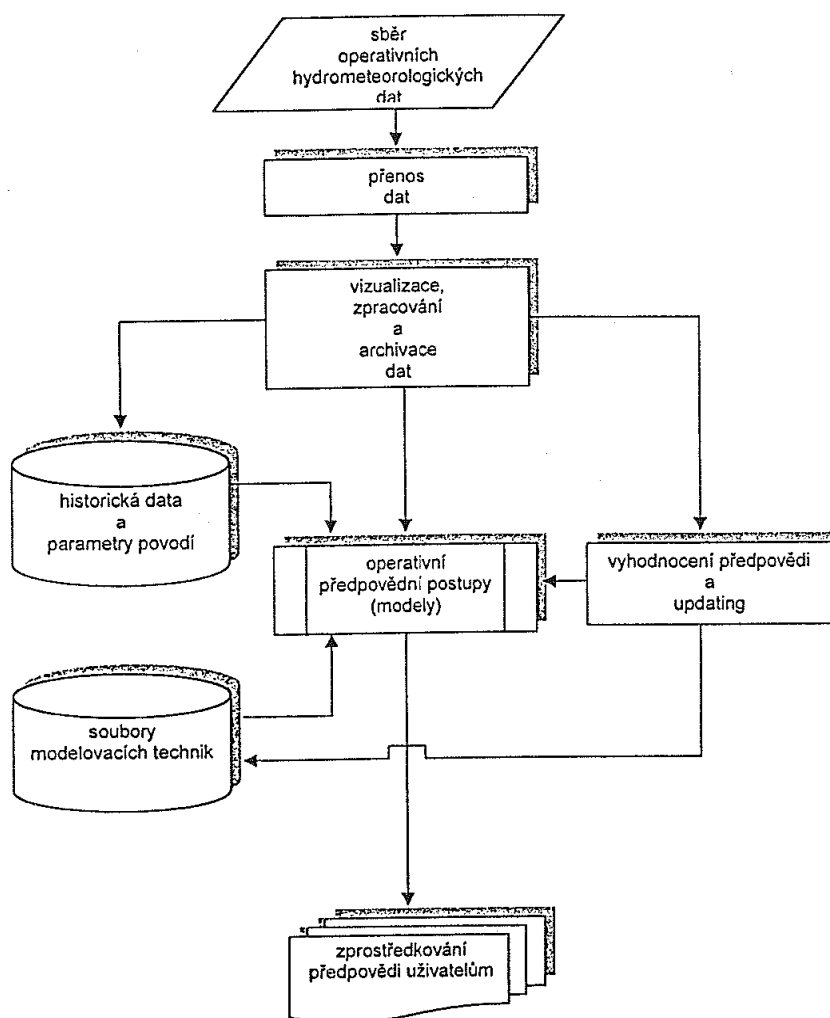 sběr
operativních
hydrometeorologických
dat
přenos
dat
vizualizace,
zpracování
a
archivace
dat
historická data
a
parametry povodí
operativní
předpovědní postupy
(modely)
vyhodnocení předpovědi
a
updating
soubory
modelovacích technik
zprostředkování
předpovědi uživatelům